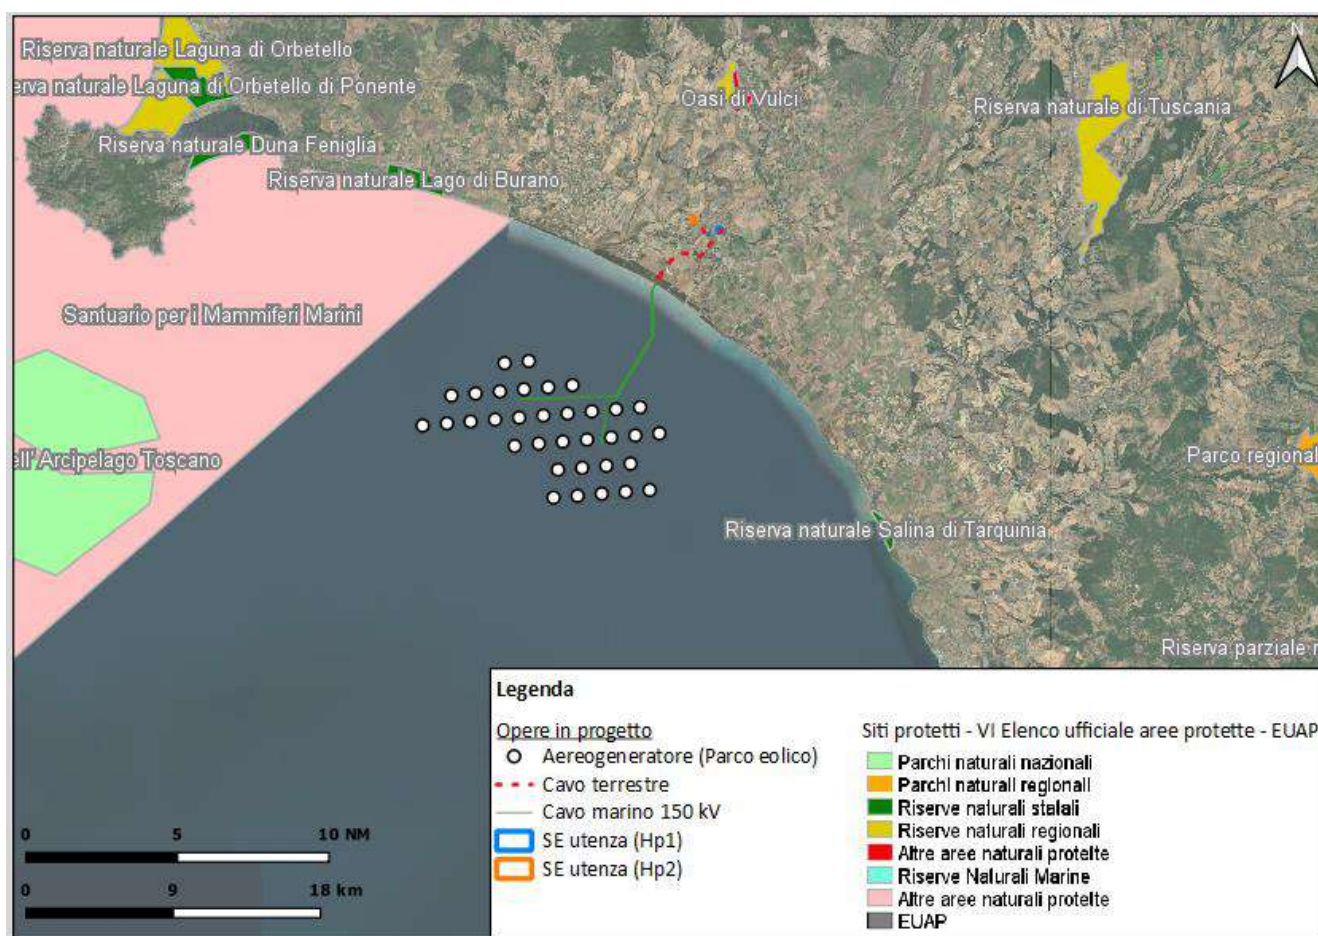 N
Riserva naturale Laguna di Orbetello
erva naturale Laguna di Orbetello di Ponente
Oasi di Vulci
Riserva naturale di Tuscania
Riserva naturale Duna Feniglia
Riserva naturale Lago di Burano
Santuario per i Mammiferi Marini
ell' Arcipelago Toscano
Parco regional
Riserva naturale Salina di Tarquinia
Riserva parziale n
Legenda
Opere in progetto
Aereogeneratore (Parco eolico)
Cavo terrestre
Cavo marino 150 kV
SE utenza (Hp1)
SE utenza (Hp2)
Siti protetti - VI Elenco ufficiale aree protette - EUAP
Parchi naturali nazionali
Parchi naturali regionali
Riserve naturali statali
Riserve naturali regionali
Altre aree naturali protette
Riserve Naturali Marine
Altre aree naturali protette
EUAP
0 5 10 NM
0 9 18 km